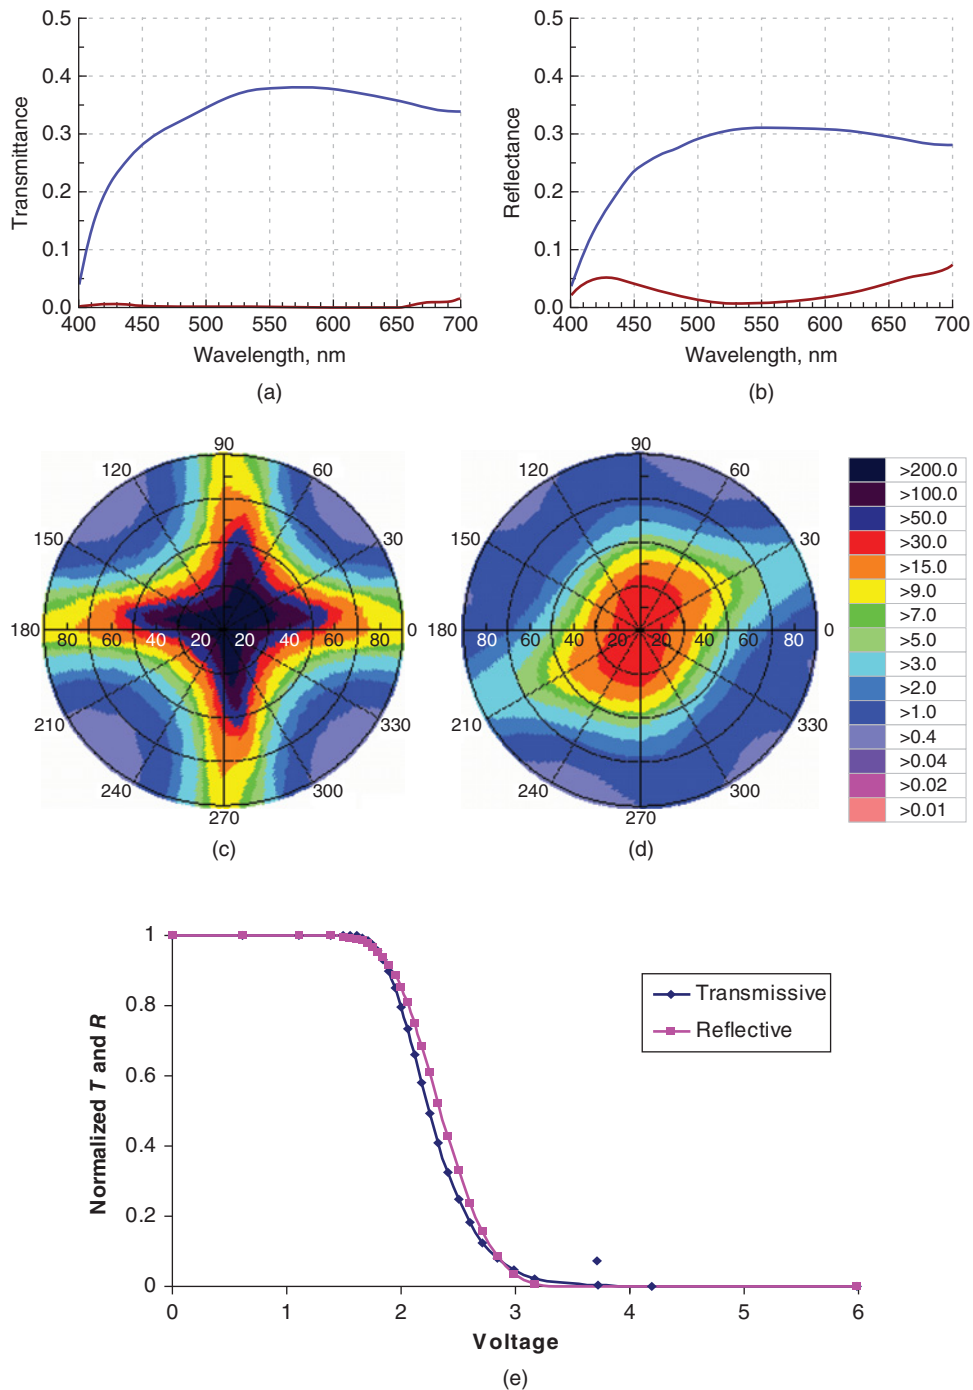 0.5
0.4
0.3
0.2
0.1
0.0
Transmittance
400 450 500 550 600 650 700
Wavelength, nm
(a)
0.5
0.4
0.3
0.2
0.1
0.0
Reflectance
400 450 500 550 600 650 700
Wavelength, nm
(b)
90
120 60
150 30
180 80 60 40 20 20 40 60 80 0
210 330
240 300
270
(c)
90
120 60
150 30
180 80 60 40 20 20 40 60 80 0
210 330
240 300
270
(d)
>200.0
>100.0
>50.0
>30.0
>15.0
>9.0
>7.0
>5.0
>3.0
>2.0
>1.0
>0.4
>0.04
>0.02
>0.01
1
0.8
0.6
0.4
0.2
0
Normalized T and R
Transmissive
Reflective
0 1 2 3 4 5 6
Voltage
(e)